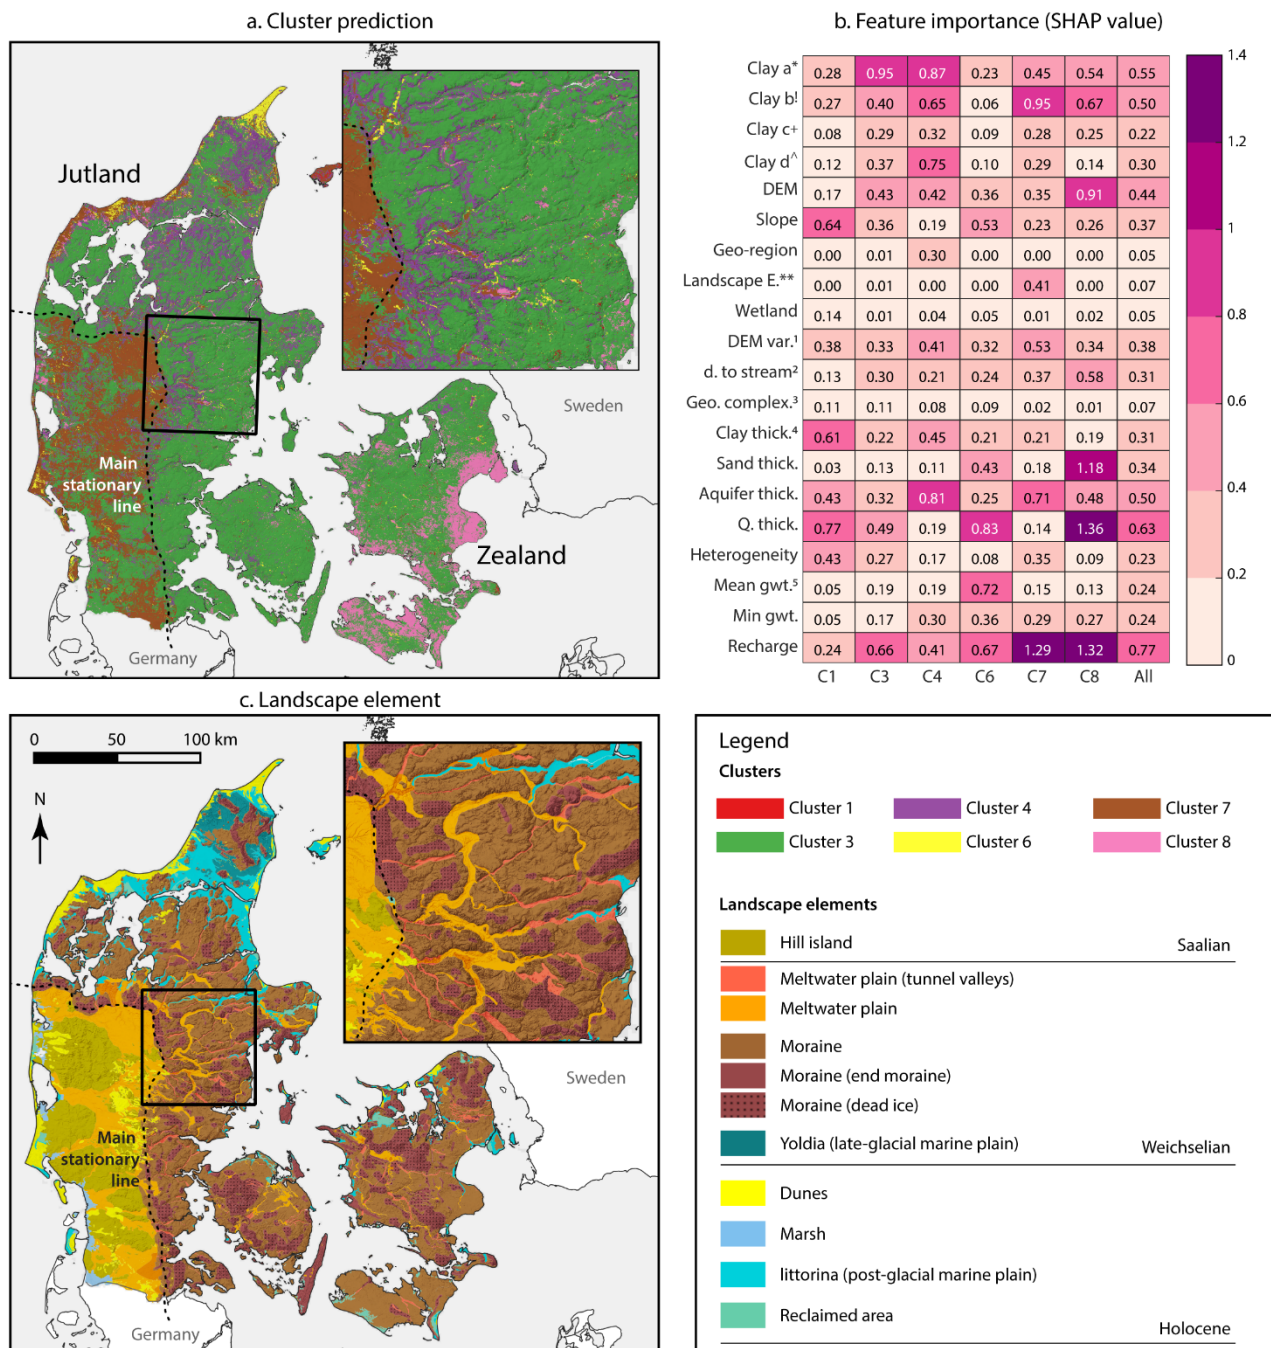 a. Cluster prediction
Jutland
Main
stationary
line
Zealand
Sweden
Germany
b. Feature importance (SHAP value)
Clay a* 0.28 0.95 0.87 0.23 0.45 0.54 0.55
Clay b! 0.27 0.40 0.65 0.06 0.95 0.67 0.50
Clay c+ 0.08 0.29 0.32 0.09 0.28 0.25 0.22
Clay d^ 0.12 0.37 0.75 0.10 0.29 0.14 0.30
DEM 0.17 0.43 0.42 0.36 0.35 0.91 0.44
Slope 0.64 0.36 0.19 0.53 0.23 0.26 0.37
Geo-region 0.00 0.01 0.30 0.00 0.00 0.00 0.05
Landscape E.** 0.00 0.01 0.00 0.00 0.41 0.00 0.07
Wetland 0.14 0.01 0.04 0.05 0.01 0.02 0.05
DEM var.¹ 0.38 0.33 0.41 0.32 0.53 0.34 0.38
d. to stream² 0.13 0.30 0.21 0.24 0.37 0.58 0.31
Geo. complex.³ 0.11 0.11 0.08 0.09 0.02 0.01 0.07
Clay thick.⁴ 0.61 0.22 0.45 0.21 0.21 0.19 0.31
Sand thick. 0.03 0.13 0.11 0.43 0.18 1.18 0.34
Aquifer thick. 0.43 0.32 0.81 0.25 0.71 0.48 0.50
Q. thick. 0.77 0.49 0.19 0.83 0.14 1.36 0.63
Heterogeneity 0.43 0.27 0.17 0.08 0.35 0.09 0.23
Mean gwt.⁵ 0.05 0.19 0.19 0.72 0.15 0.13 0.24
Min gwt. 0.05 0.17 0.30 0.36 0.29 0.27 0.24
Recharge 0.24 0.66 0.41 0.67 1.29 1.32 0.77
C1 C3 C4 C6 C7 C8 All
1.4
1.2
1
0.8
0.6
0.4
0.2
0
c. Landscape element
0 50 100 km
N
Main
stationary
line
Sweden
Germany
Legend
Clusters
Cluster 1 Cluster 4 Cluster 7
Cluster 3 Cluster 6 Cluster 8
Landscape elements
Hill island Saalian
Meltwater plain (tunnel valleys)
Meltwater plain
Moraine
Moraine (end moraine)
Moraine (dead ice)
Yoldia (late-glacial marine plain) Weichselian
Dunes
Marsh
littorina (post-glacial marine plain)
Reclaimed area
Holocene